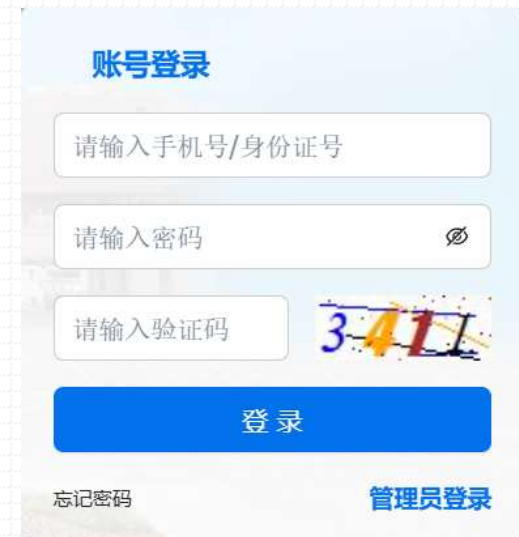 账号登录
请输入手机号/身份证号
请输入密码
请输入验证码 3411
登录
忘记密码 管理员登录